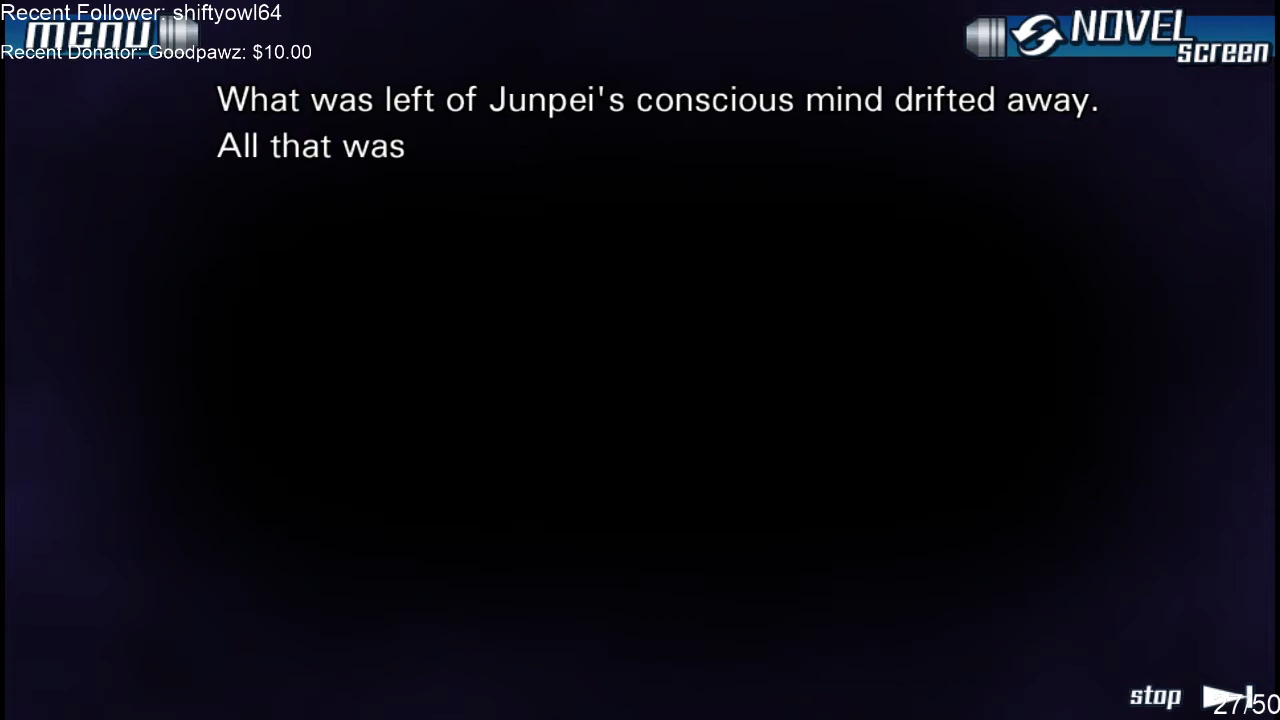 Recent Follower: shiftyowl64
menu
Recent Donator: Goodpawz: $10.00
NOVEL
screen
What was left of Junpei's conscious mind drifted away.
All that was
stop
27/50